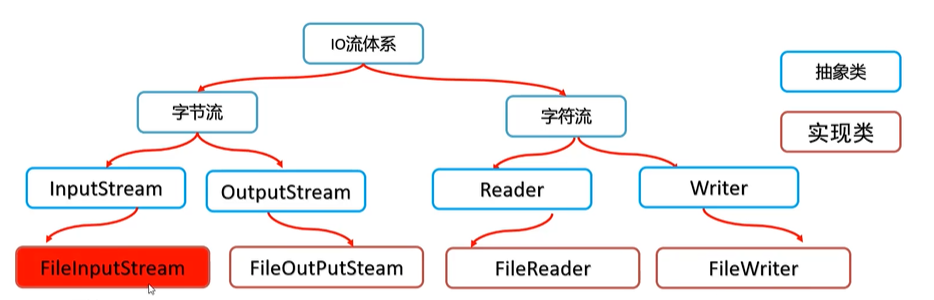 IO流体系
抽象类
字节流
字符流
实现类
InputStream
OutputStream
Reader
Writer
FileInputStream
FileOutPutSteam
FileReader
FileWriter